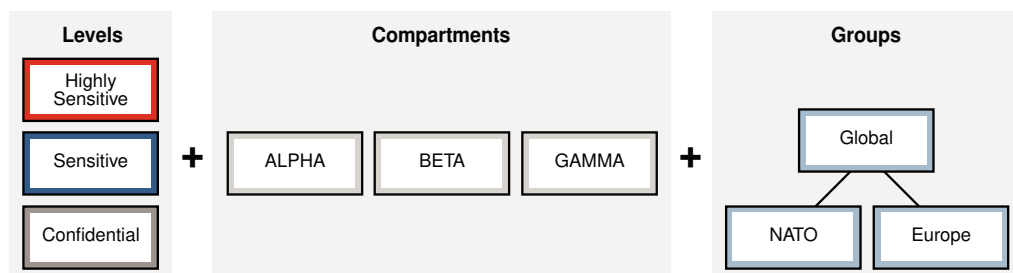 Levels
Highly
Sensitive
Sensitive
Confidential
+
Compartments
ALPHA
BETA
GAMMA
+
Groups
Global
NATO
Europe